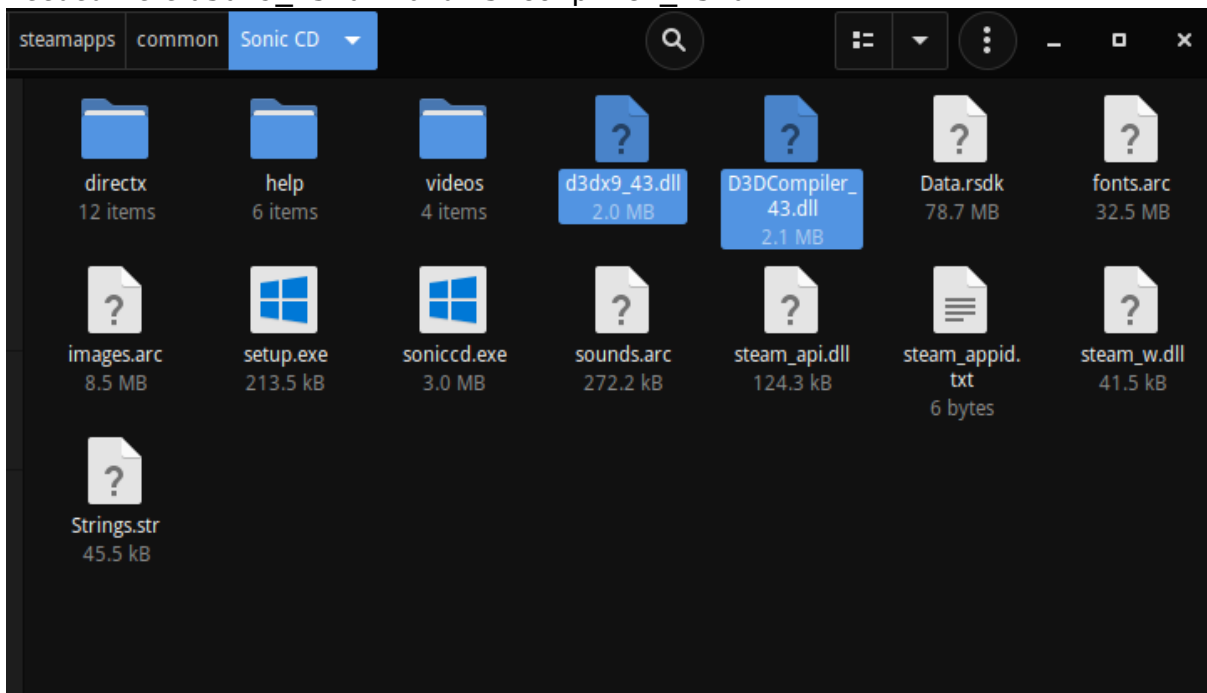 steamapps common Sonic CD
directx help videos d3dx9_43.dll D3DCompiler_ Data.rsdk fonts.arc
12 items 6 items 4 items 2.0 MB 43.dll 78.7 MB 32.5 MB
2.1 MB
images.arc setup.exe soniccd.exe sounds.arc steam_api.dll steam_appid. steam_w.dll
8.5 MB 213.5 kB 3.0 MB 272.2 kB 124.3 kB txt 41.5 kB
6 bytes
Strings.str
45.5 kB